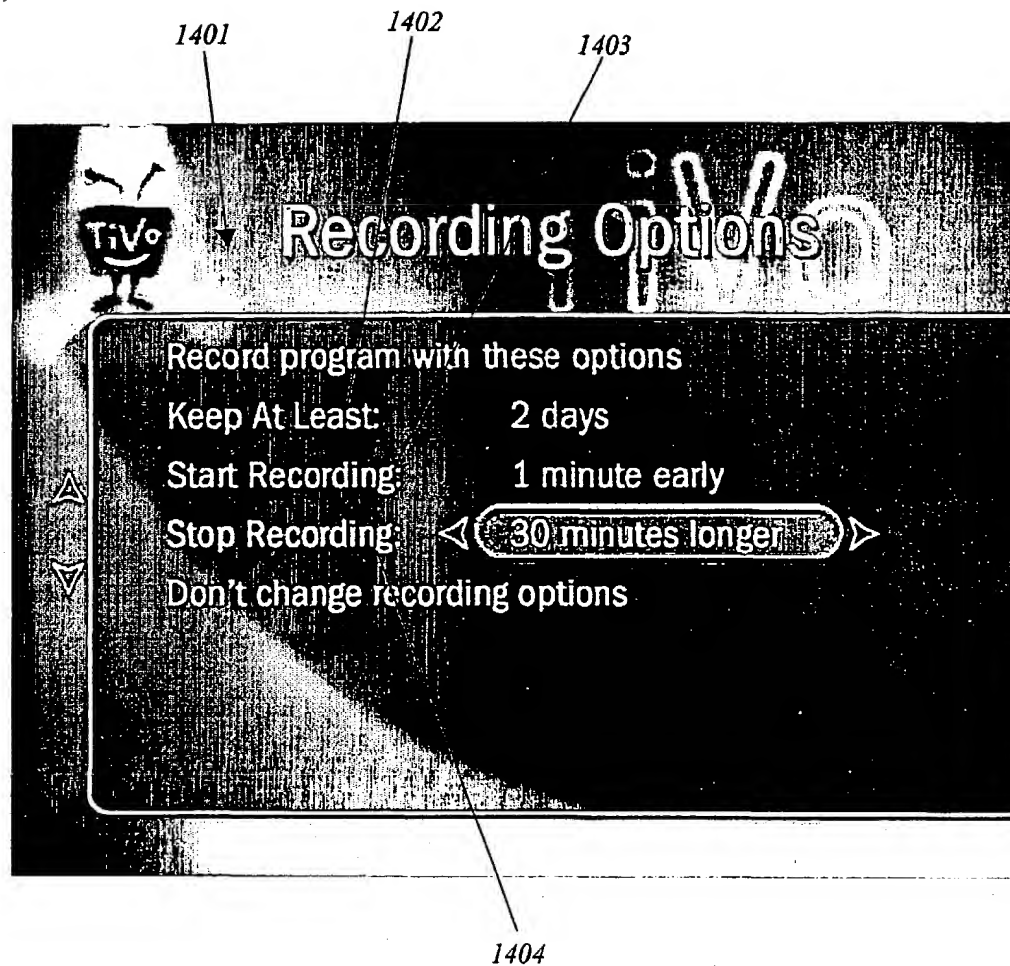 1401
1402
1403
TiVo
iVo
Recording Options
Record program with these options
Keep At Least: 2 days
Start Recording: 1 minute early
Stop Recording: 30 minutes longer
Don't change recording options
1404